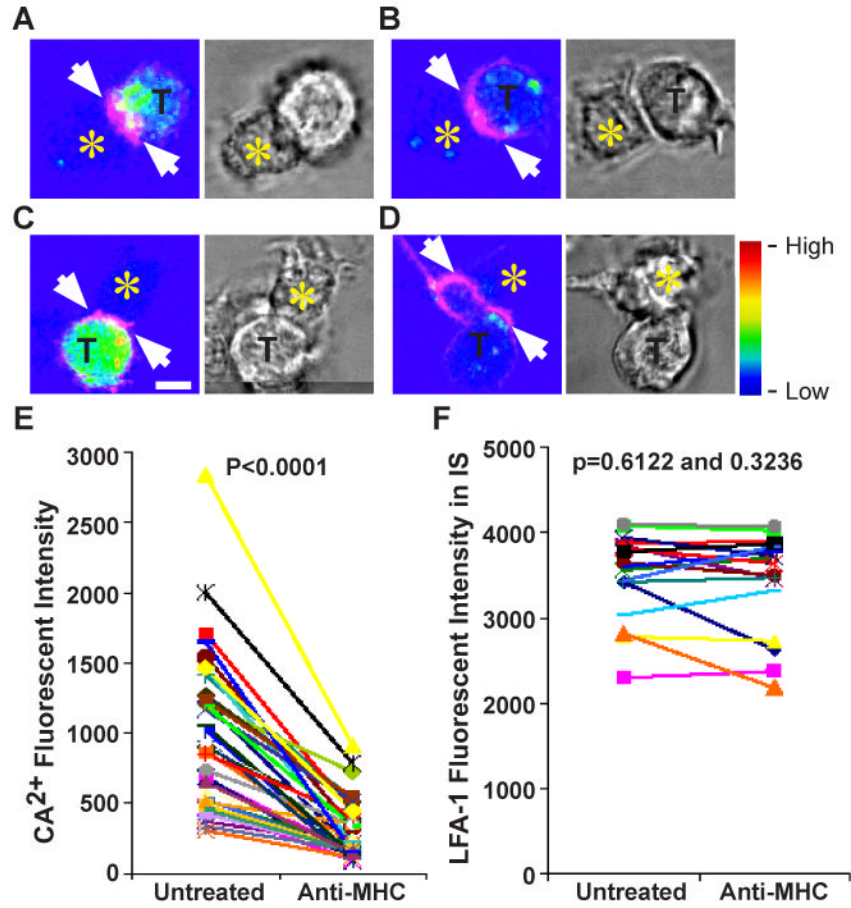 A
B
T
T
*
*
*
T
*
C
D
T
*
T
*
T
*
T
*
High
Low
E
F
P<0.0001
p=0.6122 and 0.3236
CA2+ Fluorescent Intensity
3000
2500
2000
1500
1000
500
0
Untreated
Anti-MHC
LFA-1 Fluorescent Intensity in IS
5000
4000
3000
2000
1000
0
Untreated
Anti-MHC